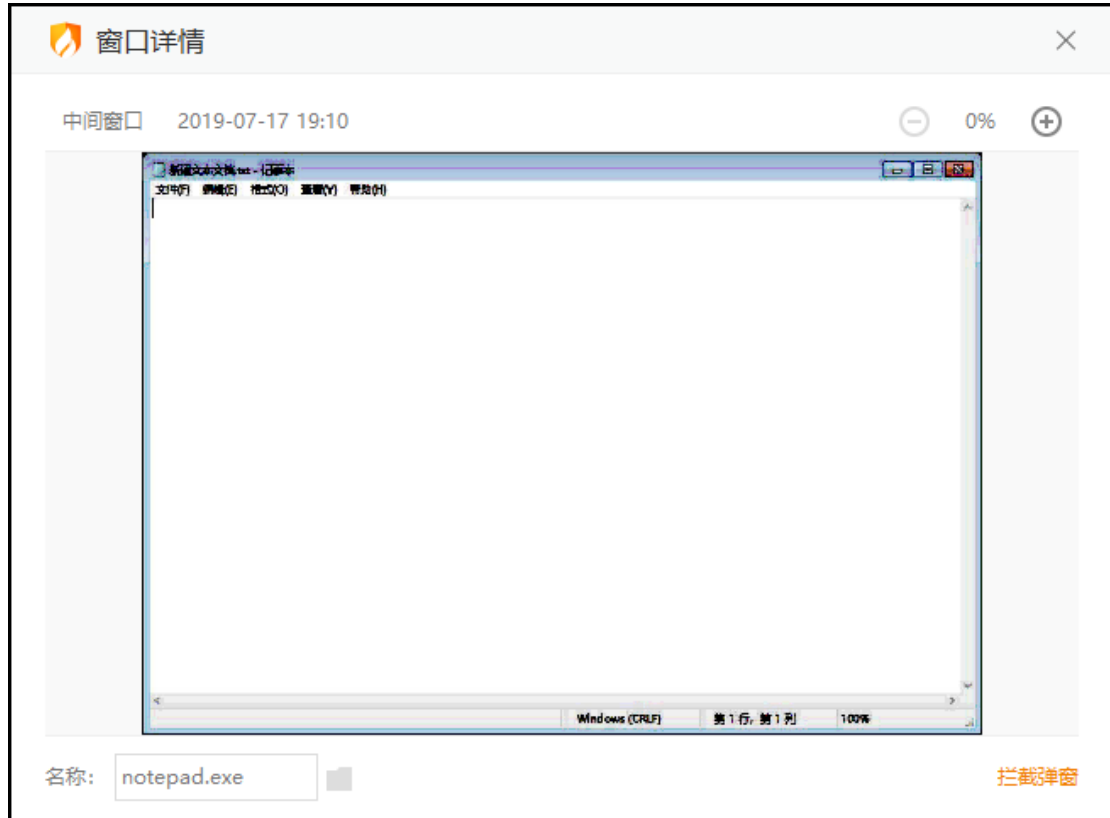 窗口详情
中间窗口 2019-07-17 19:10 0%
新建文本文档.txt - 记事本
文件(F) 编辑(E) 格式(O) 查看(V) 帮助(H)
Windows (CRLF) 第 1 行, 第 1 列 100%
名称: notepad.exe 拦截弹窗